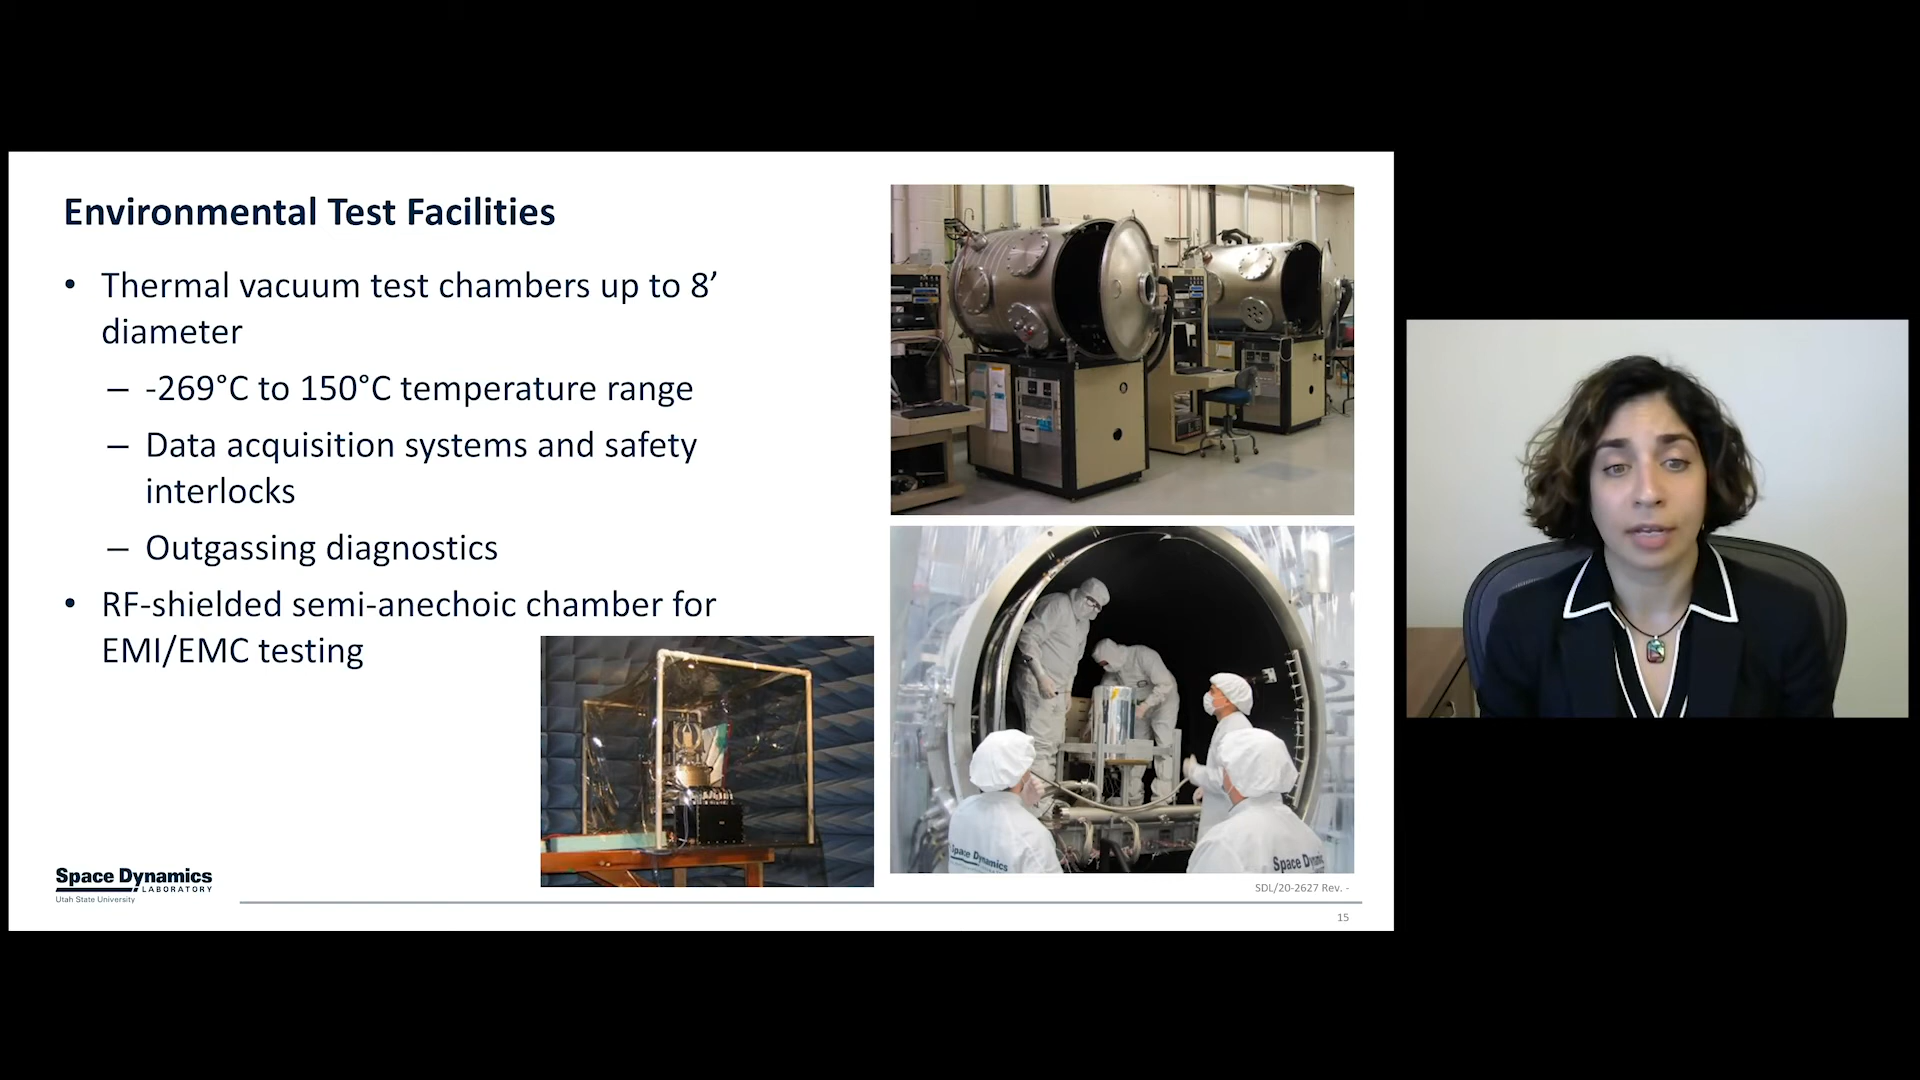 Environmental Test Facilities
• Thermal vacuum test chambers up to 8’
diameter
– -269°C to 150°C temperature range
– Data acquisition systems and safety
interlocks
– Outgassing diagnostics
• RF-shielded semi-anechoic chamber for
EMI/EMC testing
Space Dynamics
Space Dynamics
LABORATORY
Utah State University
SDL/20-2627 Rev. -
15